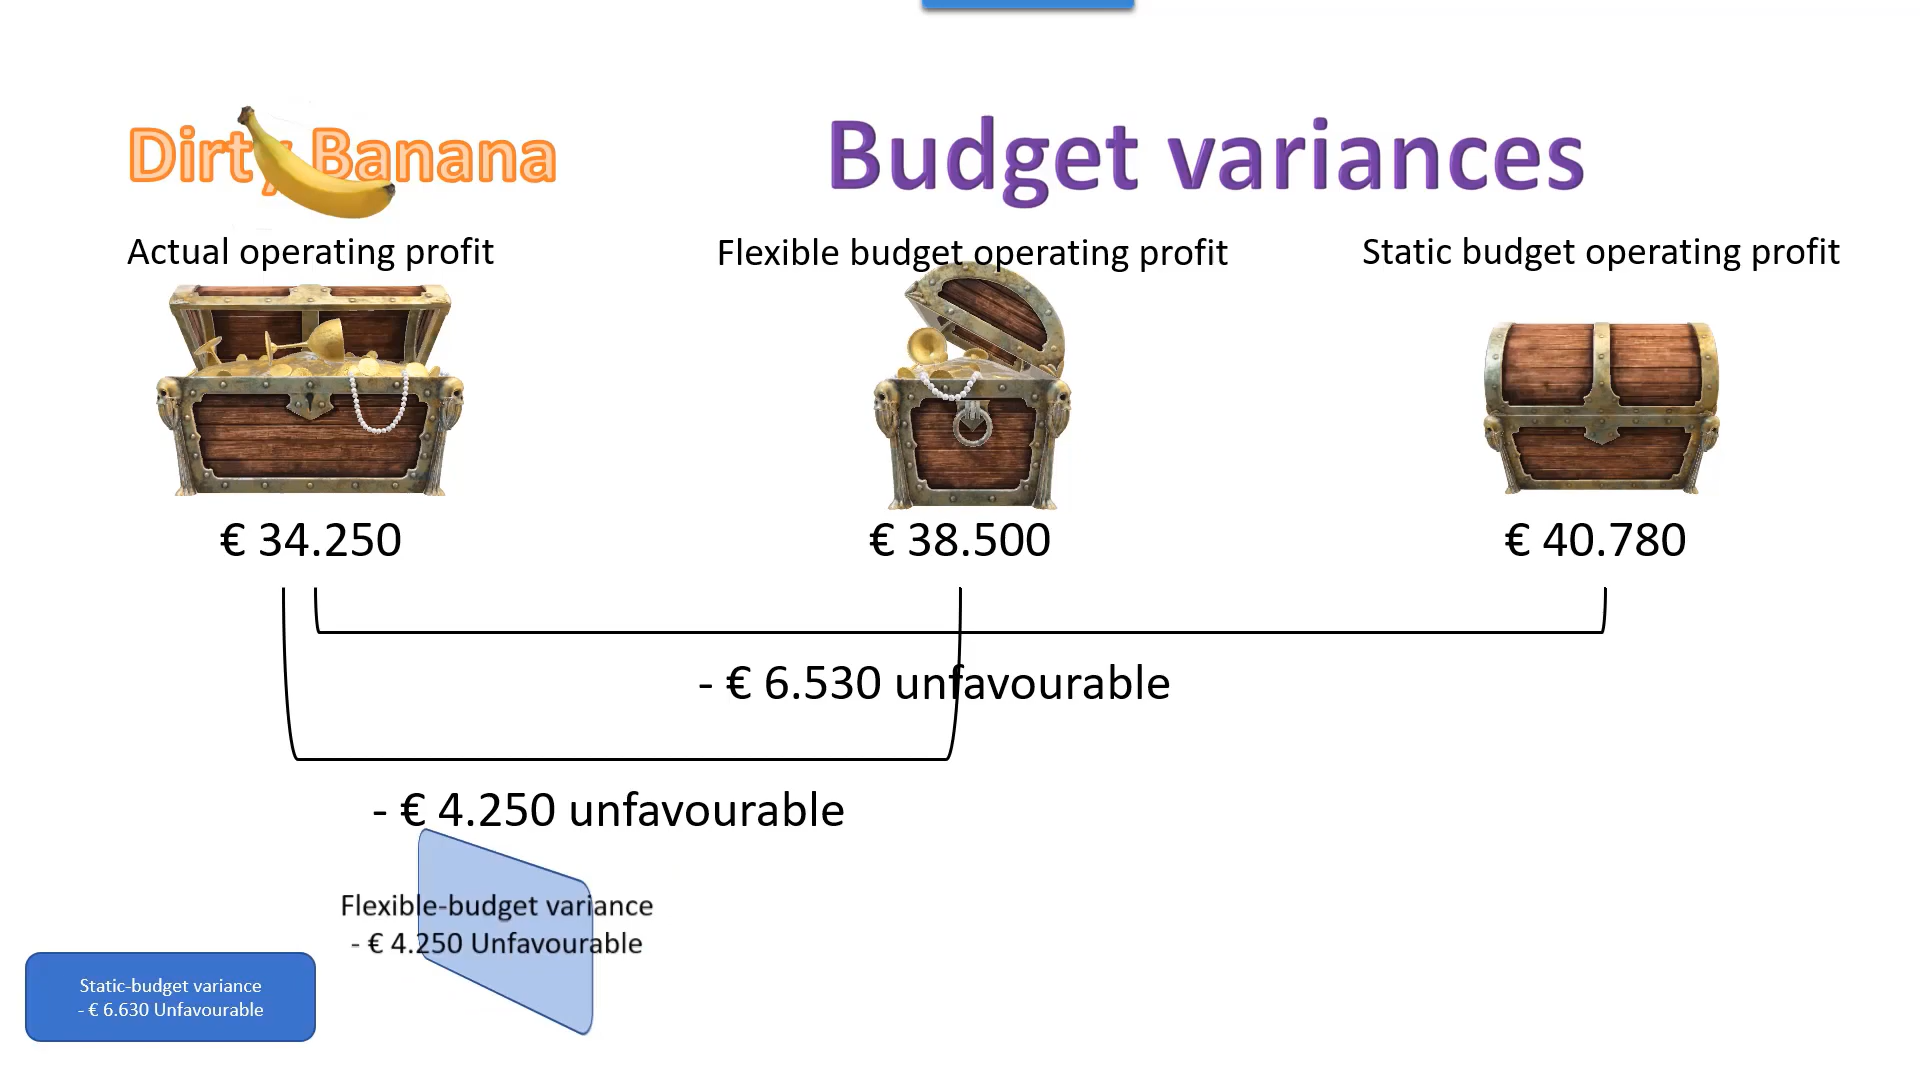 Dirty Banana
Budget variances
Actual operating profit
Flexible budget operating profit
Static budget operating profit
€ 34.250
€ 38.500
€ 40.780
- € 6.530 unfavourable
- € 4.250 unfavourable
Flexible-budget variance
- € 4.250 Unfavourable
Static-budget variance
- € 6.630 Unfavourable